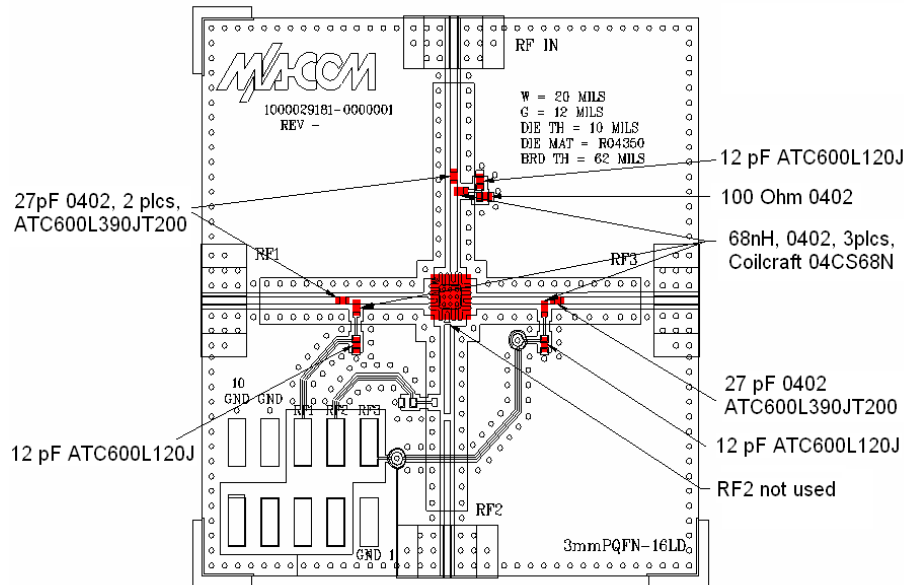 M/A-COM
1000029181-0000001
REV -
RF IN
W = 20 MILS
G = 12 MILS
DIE TH = 10 MILS
DIE MAT = RO4350
BRD TH = 62 MILS
12 pF ATC600L120J
100 Ohm 0402
27pF 0402, 2 plcs,
ATC600L390JT200
68nH, 0402, 3plcs,
Coilcraft 04CS68N
RF1
RF3
10
GND GND RF1 RF2 RF3
27 pF 0402
ATC600L390JT200
12 pF ATC600L120J
12 pF ATC600L120J
RF2 not used
RF2
GND 1
3mmPQFN-16LD